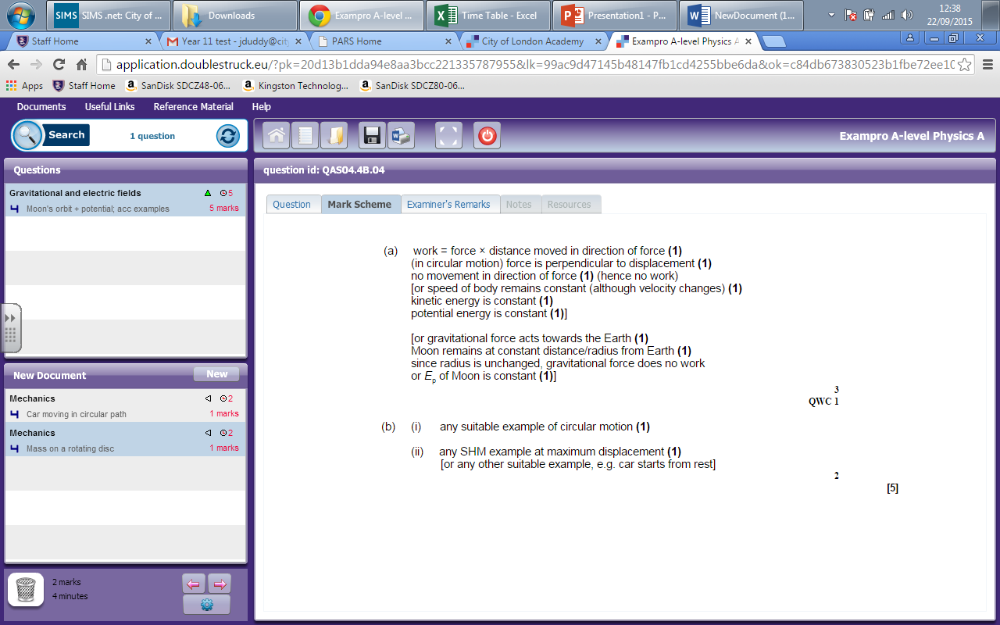 SIMS SIMS .net: City of ...
Downloads
Exampro A-level ...
Time Table - Excel
Presentation1 - P...
NewDocument (1...
12:38
22/09/2015
Staff Home
Year 11 test - jduddy@cit
PARS Home
City of London Academy
Exampro A-level Physics A
application.doublestruck.eu/?pk=20d13b1dda94e8aa3bcc221335787955&lk=99ac9d47145b48147fb1cd4255bbe6da&ok=c84db673830523b1fbe72ee10
Apps
Staff Home
SanDisk SDCZ48-06...
Kingston Technolog...
SanDisk SDCZ80-06...
Documents
Useful Links
Reference Material
Help
Search
1 question
Exampro A-level Physics A
Questions
question id: QAS04.4B.04
Gravitational and electric fields 5
4 Moon's orbit + potential; acc examples 5 marks
Question
Mark Scheme
Examiner's Remarks
Notes
Resources
(a) work = force × distance moved in direction of force (1)
(in circular motion) force is perpendicular to displacement (1)
no movement in direction of force (1) (hence no work)
[or speed of body remains constant (although velocity changes) (1)
kinetic energy is constant (1)
potential energy is constant (1)]
[or gravitational force acts towards the Earth (1)
Moon remains at constant distance/radius from Earth (1)
since radius is unchanged, gravitational force does no work
or Ep of Moon is constant (1)]
3
QWC 1
(b) (i) any suitable example of circular motion (1)
(ii) any SHM example at maximum displacement (1)
[or any other suitable example, e.g. car starts from rest]
2
[5]
New Document
New
Mechanics 2
4 Car moving in circular path 1 marks
Mechanics 2
4 Mass on a rotating disc 1 marks
2 marks
4 minutes